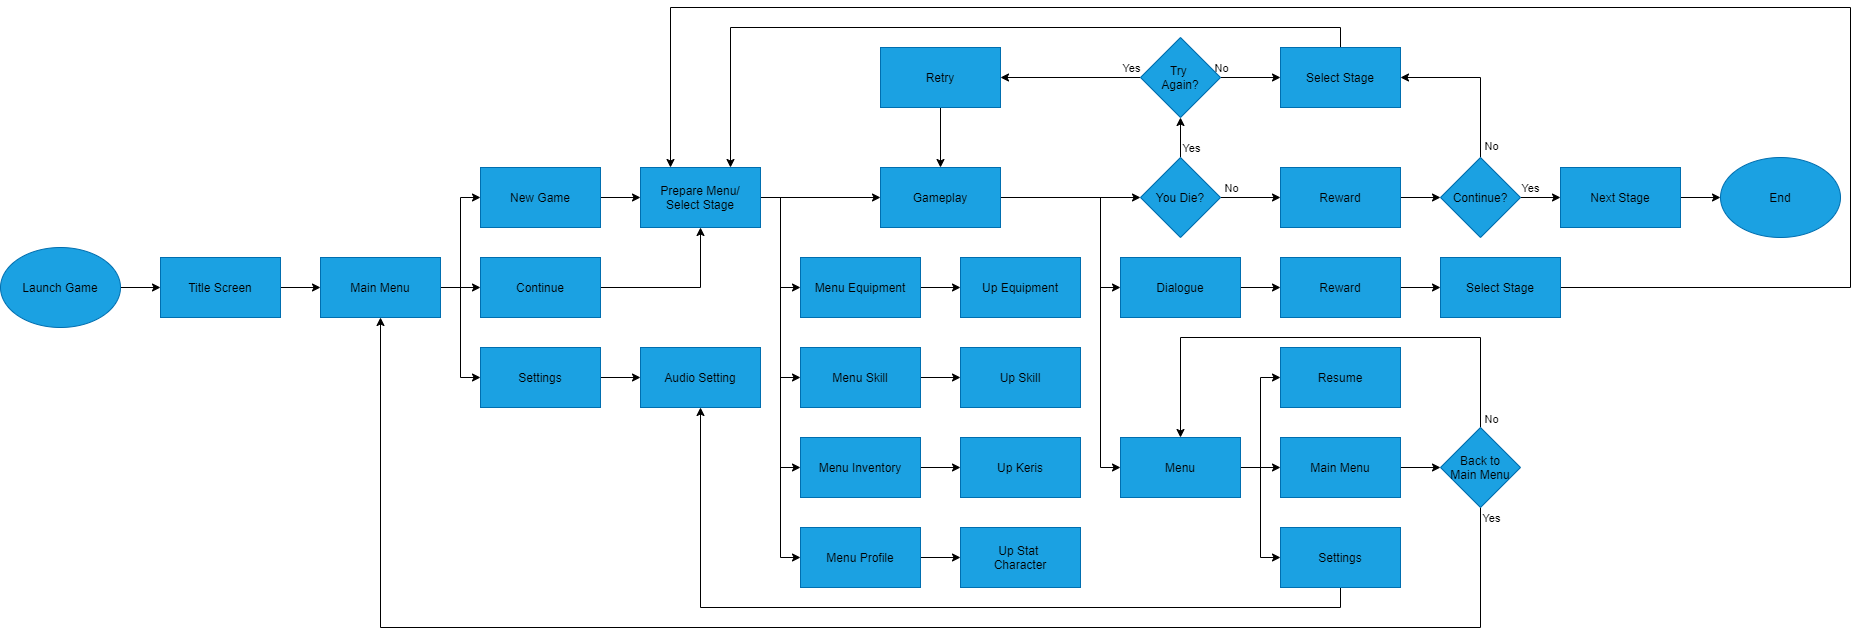 Retry
Yes
Try
Again?
No
Select Stage
Yes
No
New Game
Prepare Menu/
Select Stage
Gameplay
You Die?
No
Reward
Continue?
Yes
Next Stage
End
Launch Game
Title Screen
Main Menu
Continue
Menu Equipment
Up Equipment
Dialogue
Reward
Select Stage
Settings
Audio Setting
Menu Skill
Up Skill
Resume
No
Menu Inventory
Up Keris
Menu
Main Menu
Back to
Main Menu
Yes
Menu Profile
Up Stat
Character
Settings